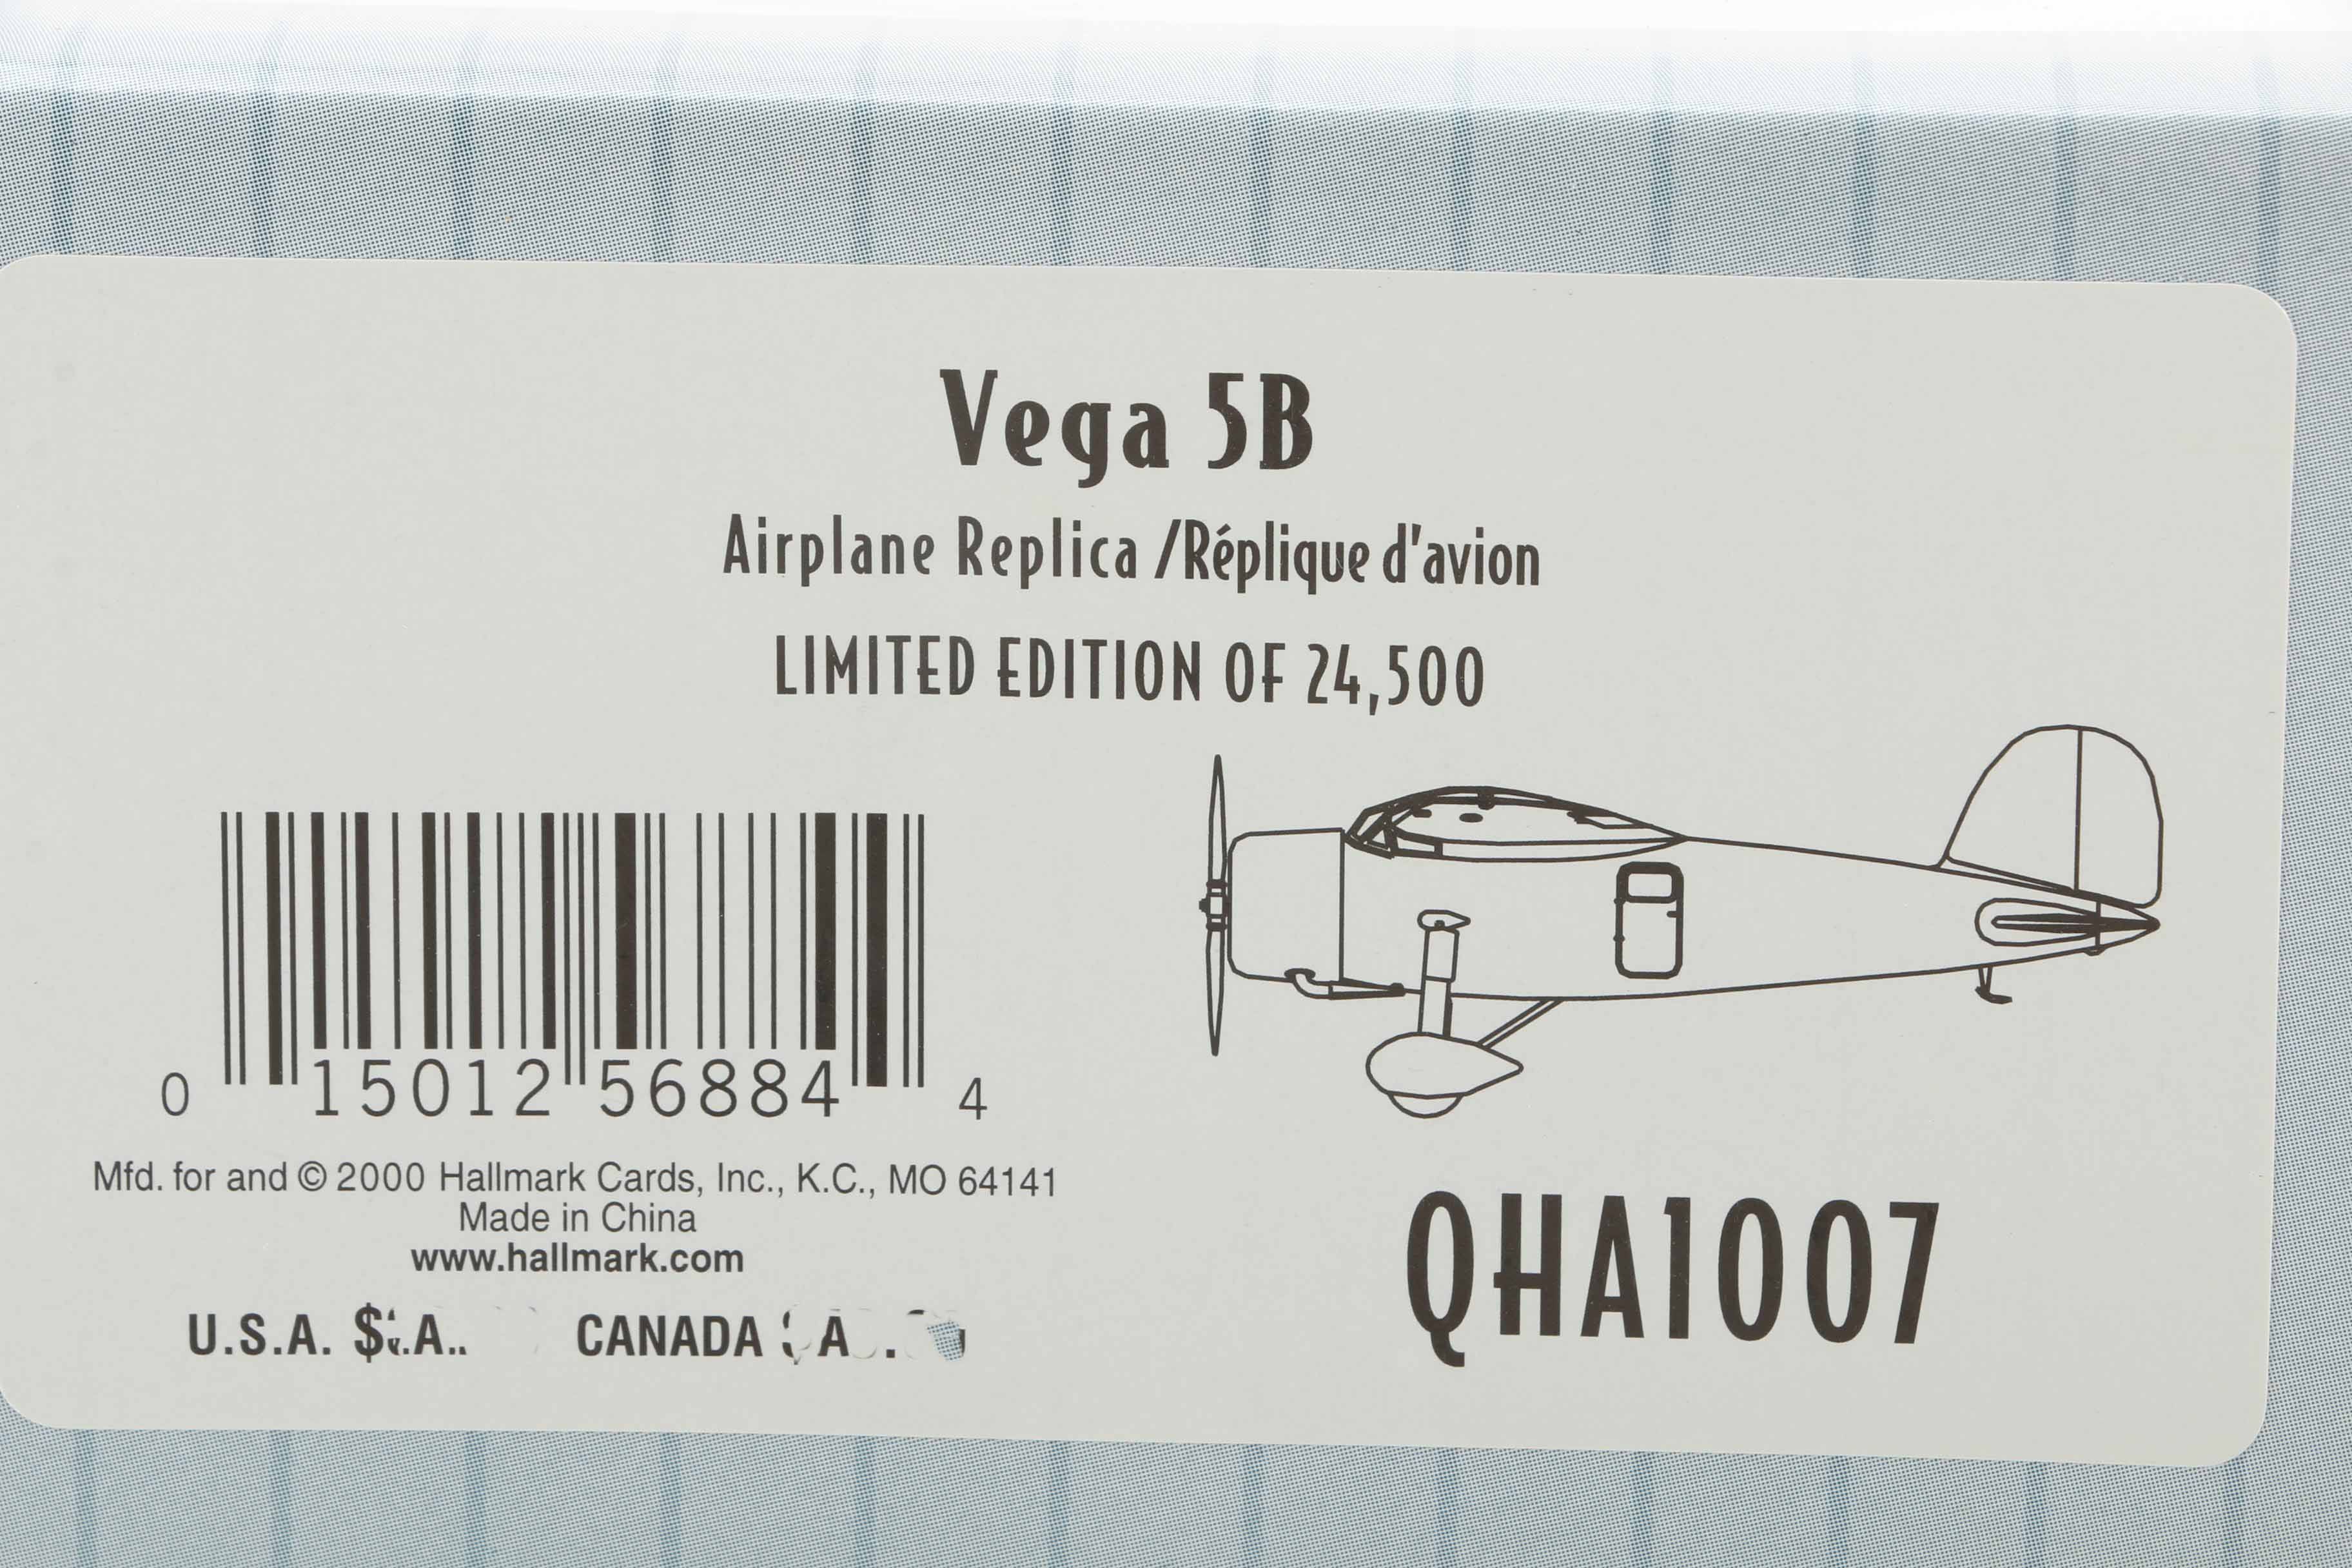 Vega 5B
Airplane Replica /Réplique d'avion
LIMITED EDITION OF 24,500
0 15012 56884 4
Mfd. for and © 2000 Hallmark Cards, Inc., K.C., MO 64141
Made in China
www.hallmark.com
U.S.A. $ CANADA
QHA1007